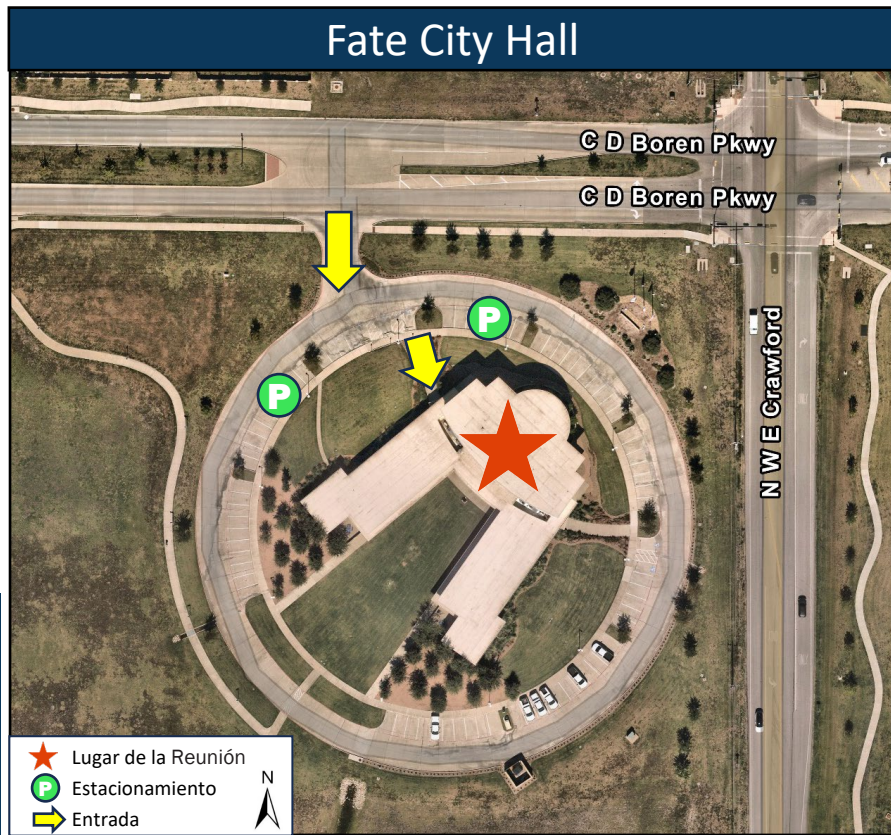 Fate City Hall
C D Boren Pkwy
C D Boren Pkwy
N W E Crawford
P
P
Lugar de la Reunión
P Estacionamiento
Entrada
N